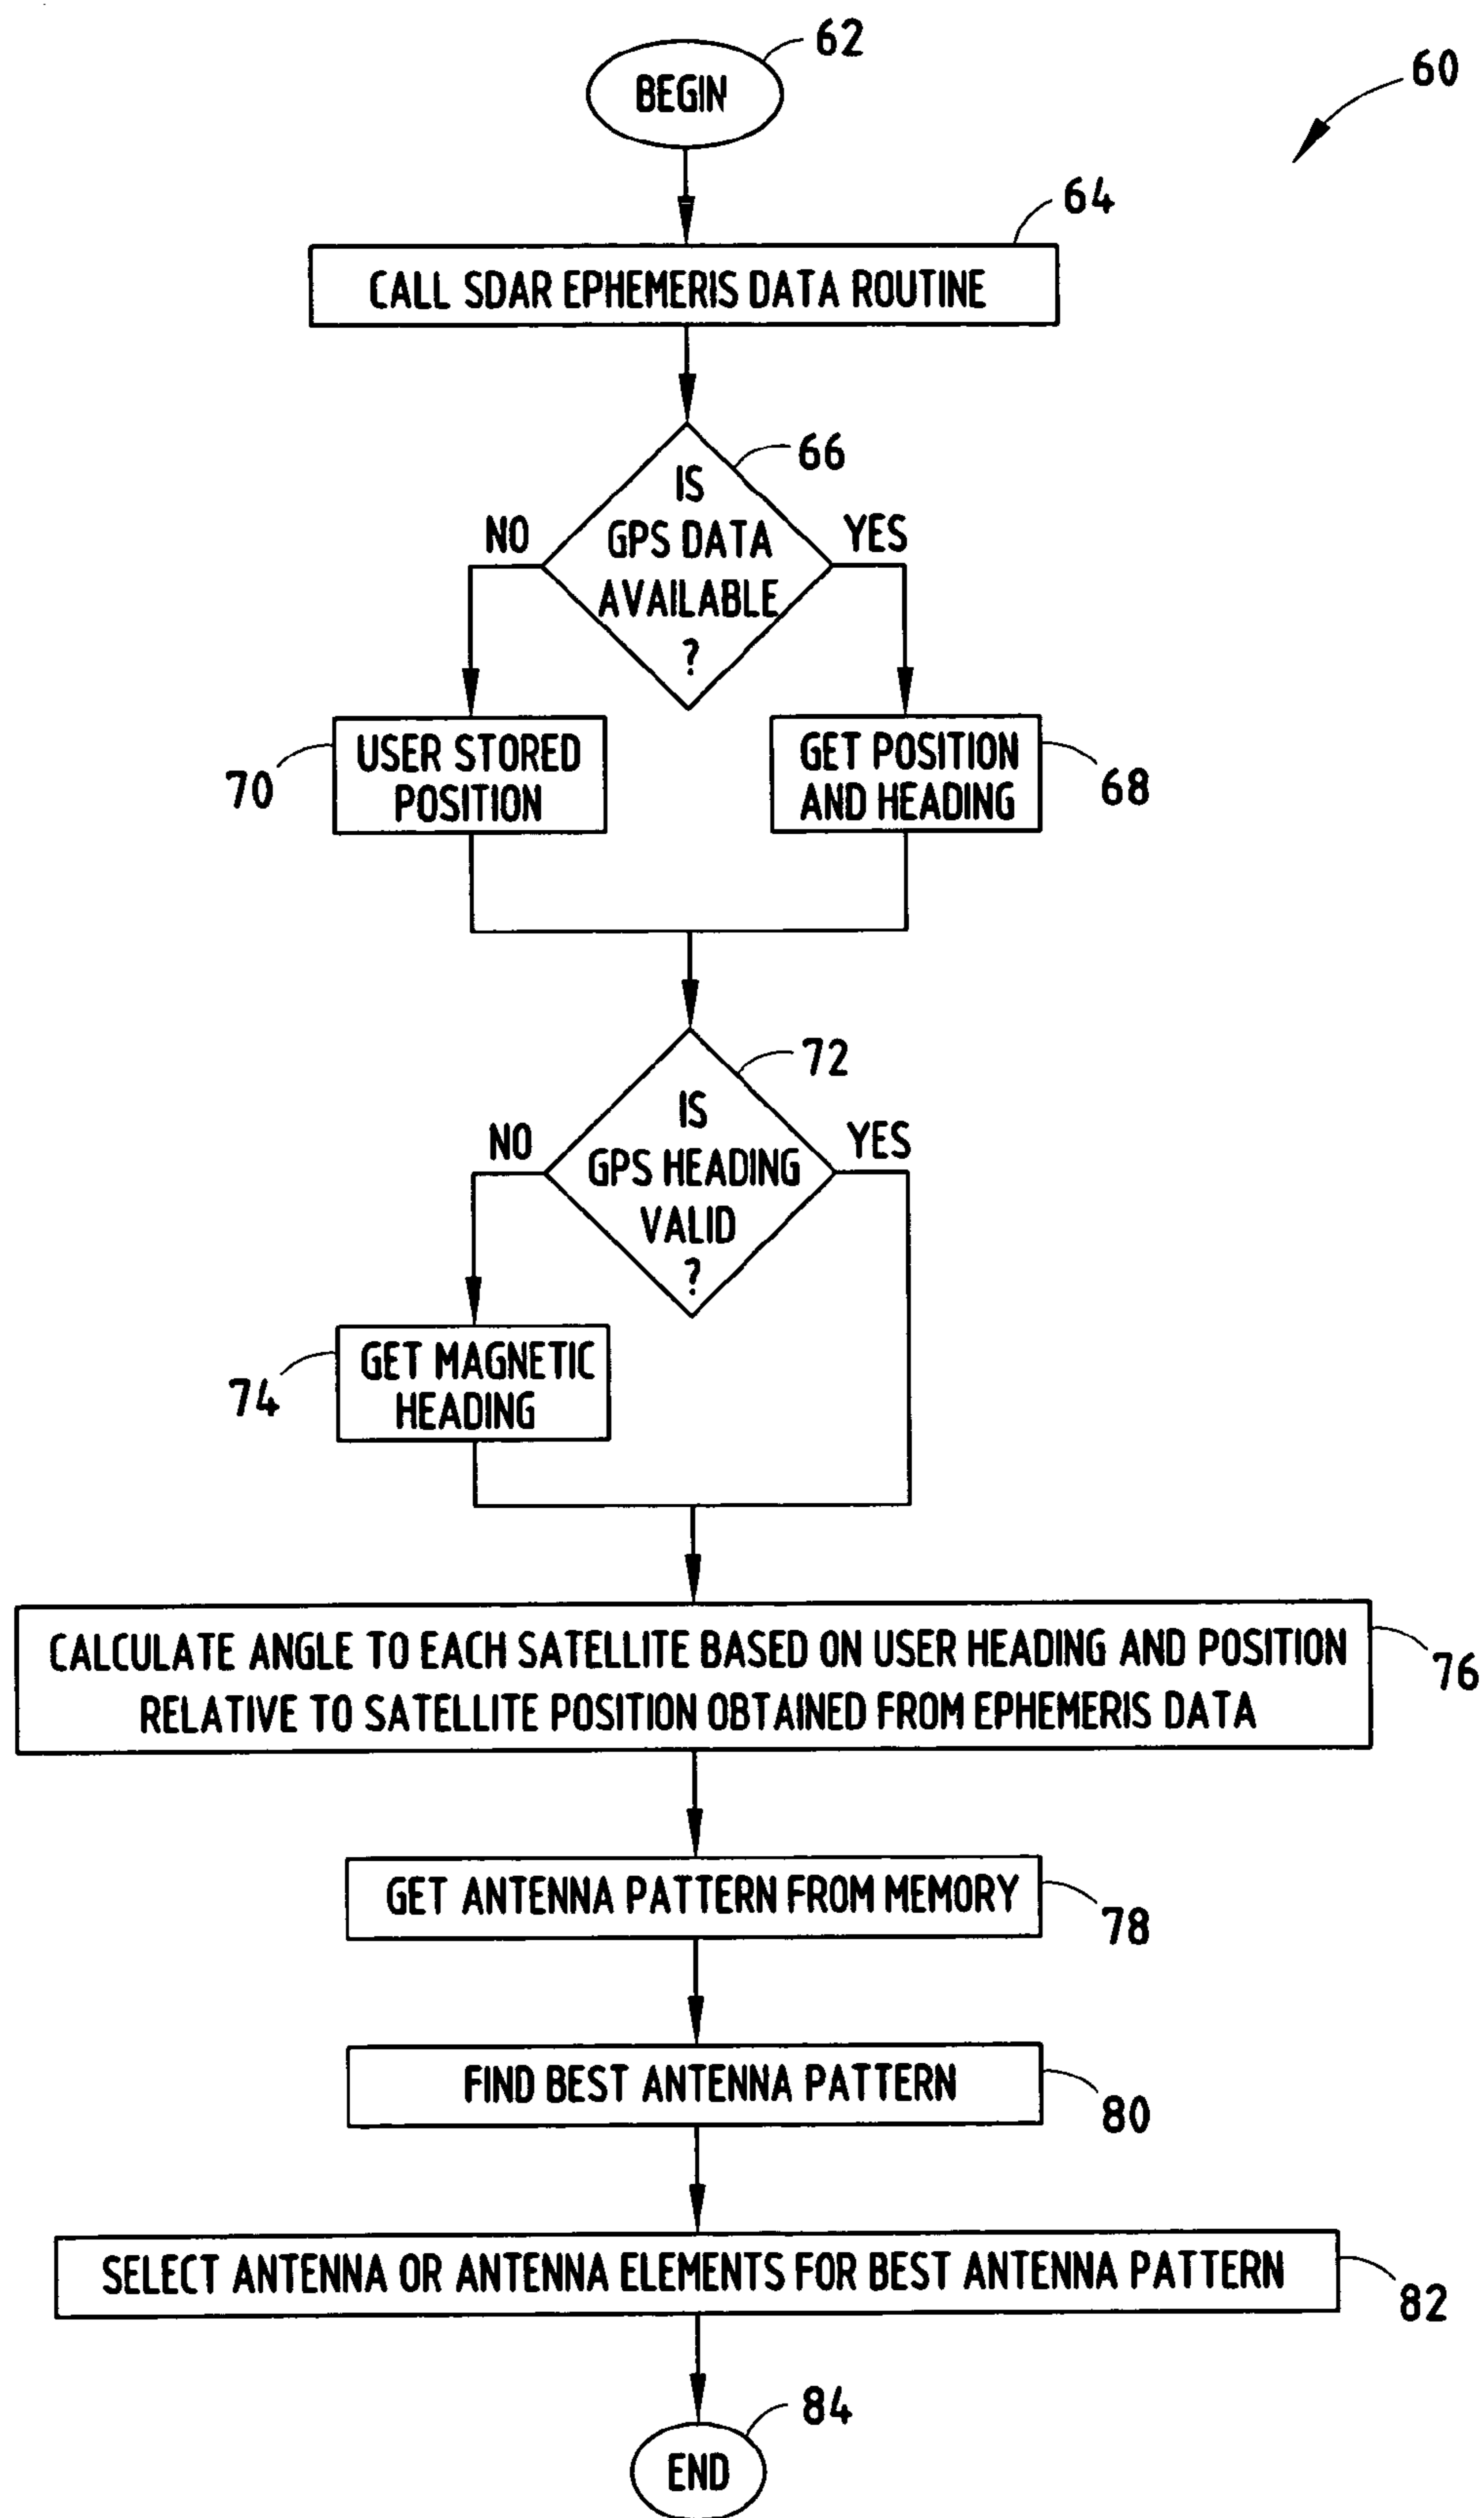 BEGIN
62
60
64
CALL SDAR EPHEMERIS DATA ROUTINE
66
IS
GPS DATA
AVAILABLE
?
NO
YES
USER STORED
POSITION
70
GET POSITION
AND HEADING
68
72
IS
GPS HEADING
VALID
?
NO
YES
GET MAGNETIC
HEADING
74
CALCULATE ANGLE TO EACH SATELLITE BASED ON USER HEADING AND POSITION
RELATIVE TO SATELLITE POSITION OBTAINED FROM EPHEMERIS DATA
76
GET ANTENNA PATTERN FROM MEMORY
78
FIND BEST ANTENNA PATTERN
80
SELECT ANTENNA OR ANTENNA ELEMENTS FOR BEST ANTENNA PATTERN
82
84
END